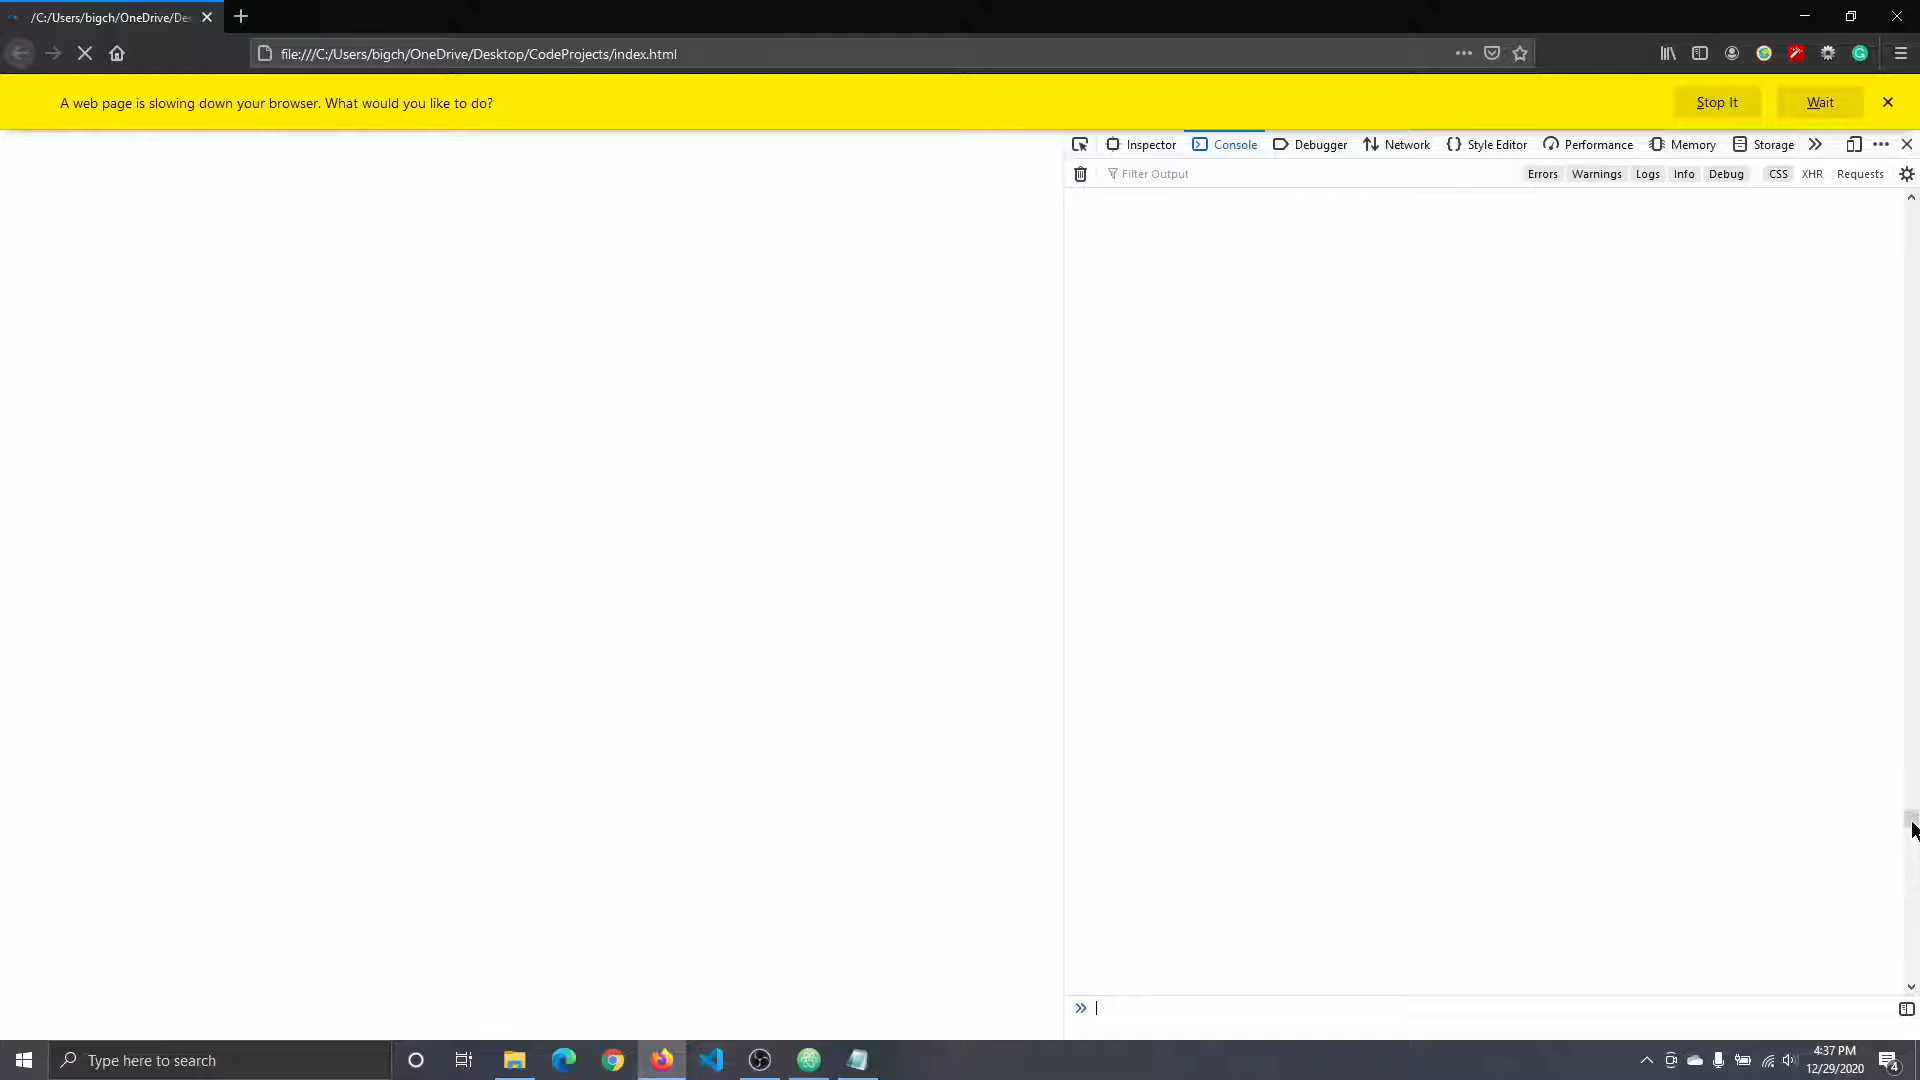 /C:/Users/bigch/OneDrive/Des
file:///C:/Users/bigch/OneDrive/Desktop/CodeProjects/index.html
A web page is slowing down your browser. What would you like to do?
Stop It
Wait
Inspector
Console
Debugger
Network
Style Editor
Performance
Memory
Storage
Filter Output
Errors
Warnings
Logs
Info
Debug
CSS
XHR
Requests
Type here to search
4:37 PM
12/29/2020
4